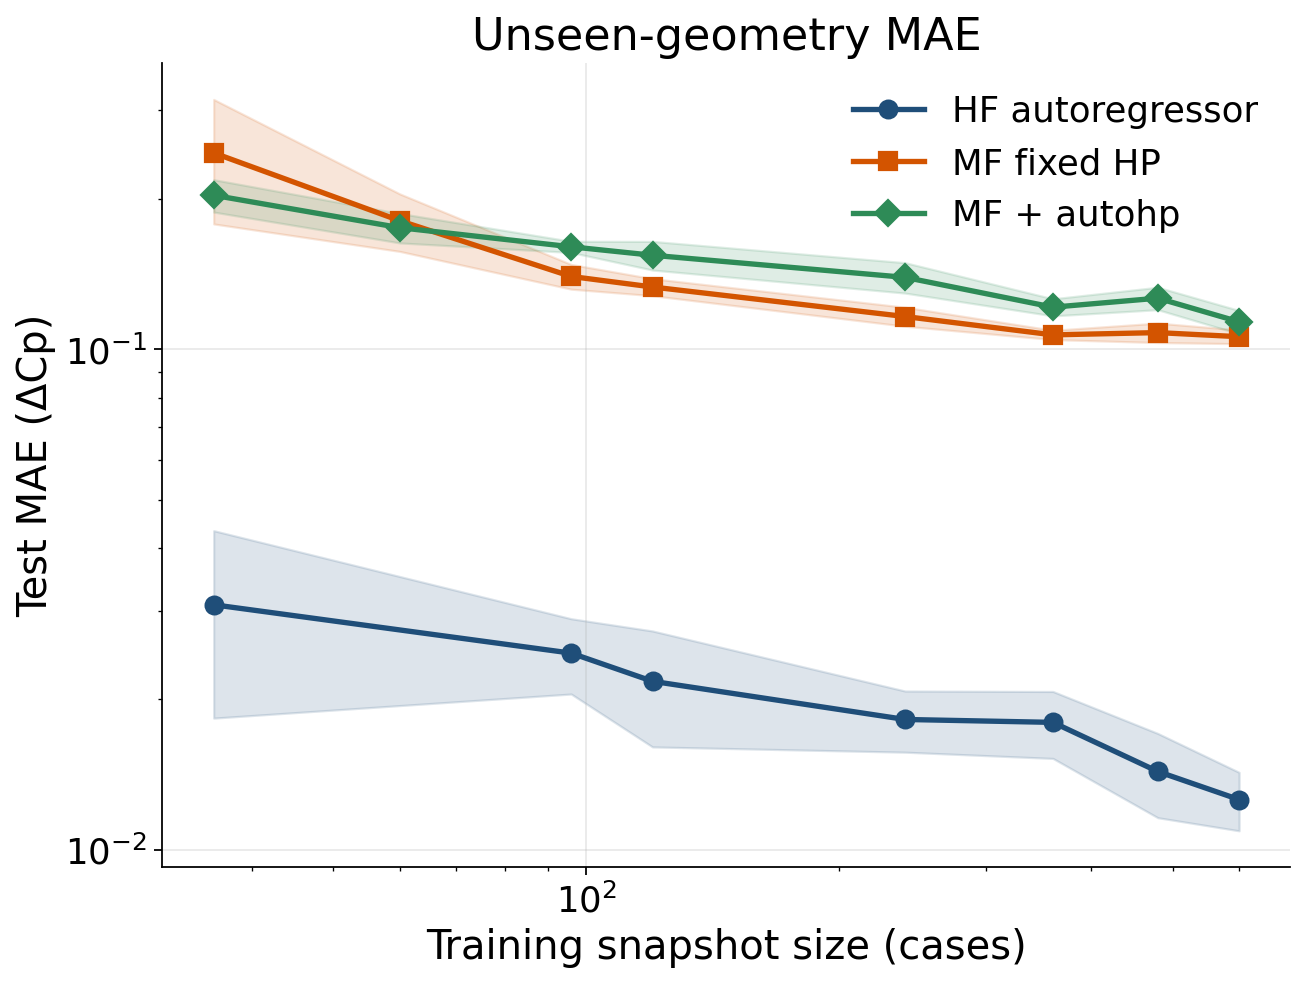 Unseen-geometry MAE
HF autoregressor
MF fixed HP
MF + autohp
Test MAE (ΔCp)
10⁻¹
10⁻²
10²
Training snapshot size (cases)